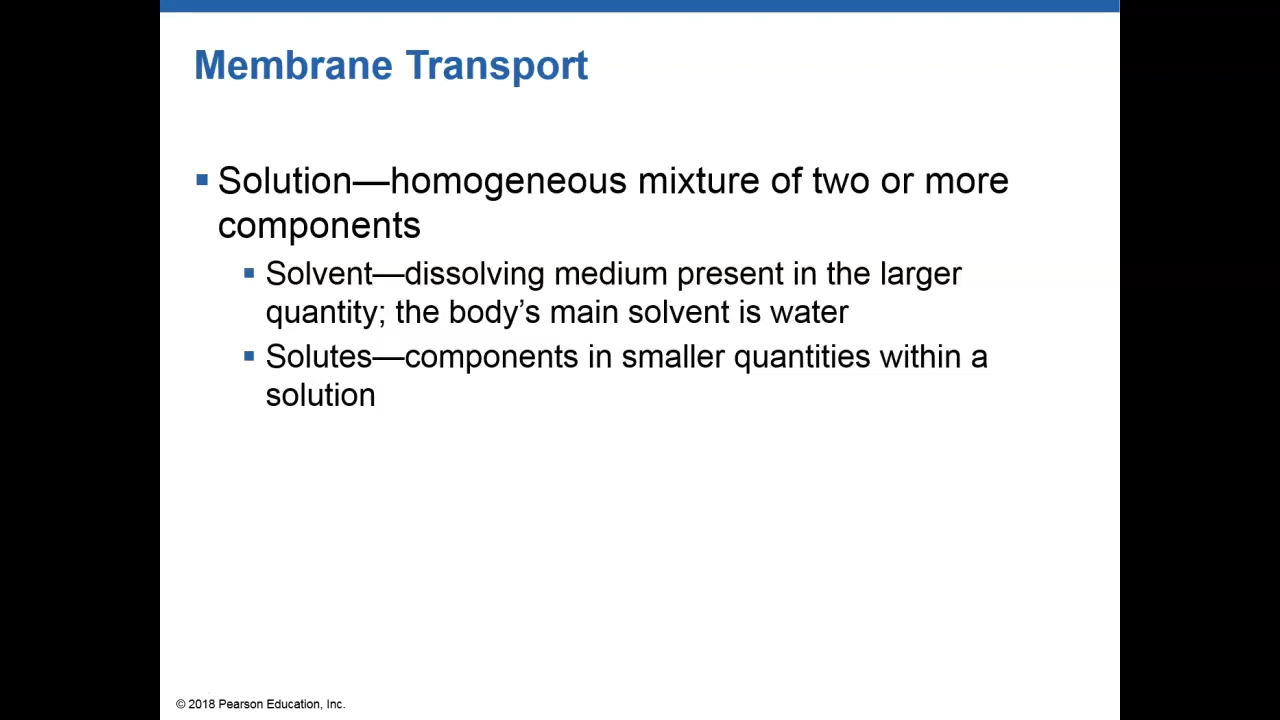 Membrane Transport
▪ Solution—homogeneous mixture of two or more
components
▪ Solvent—dissolving medium present in the larger
quantity; the body’s main solvent is water
▪ Solutes—components in smaller quantities within a
solution
© 2018 Pearson Education, Inc.